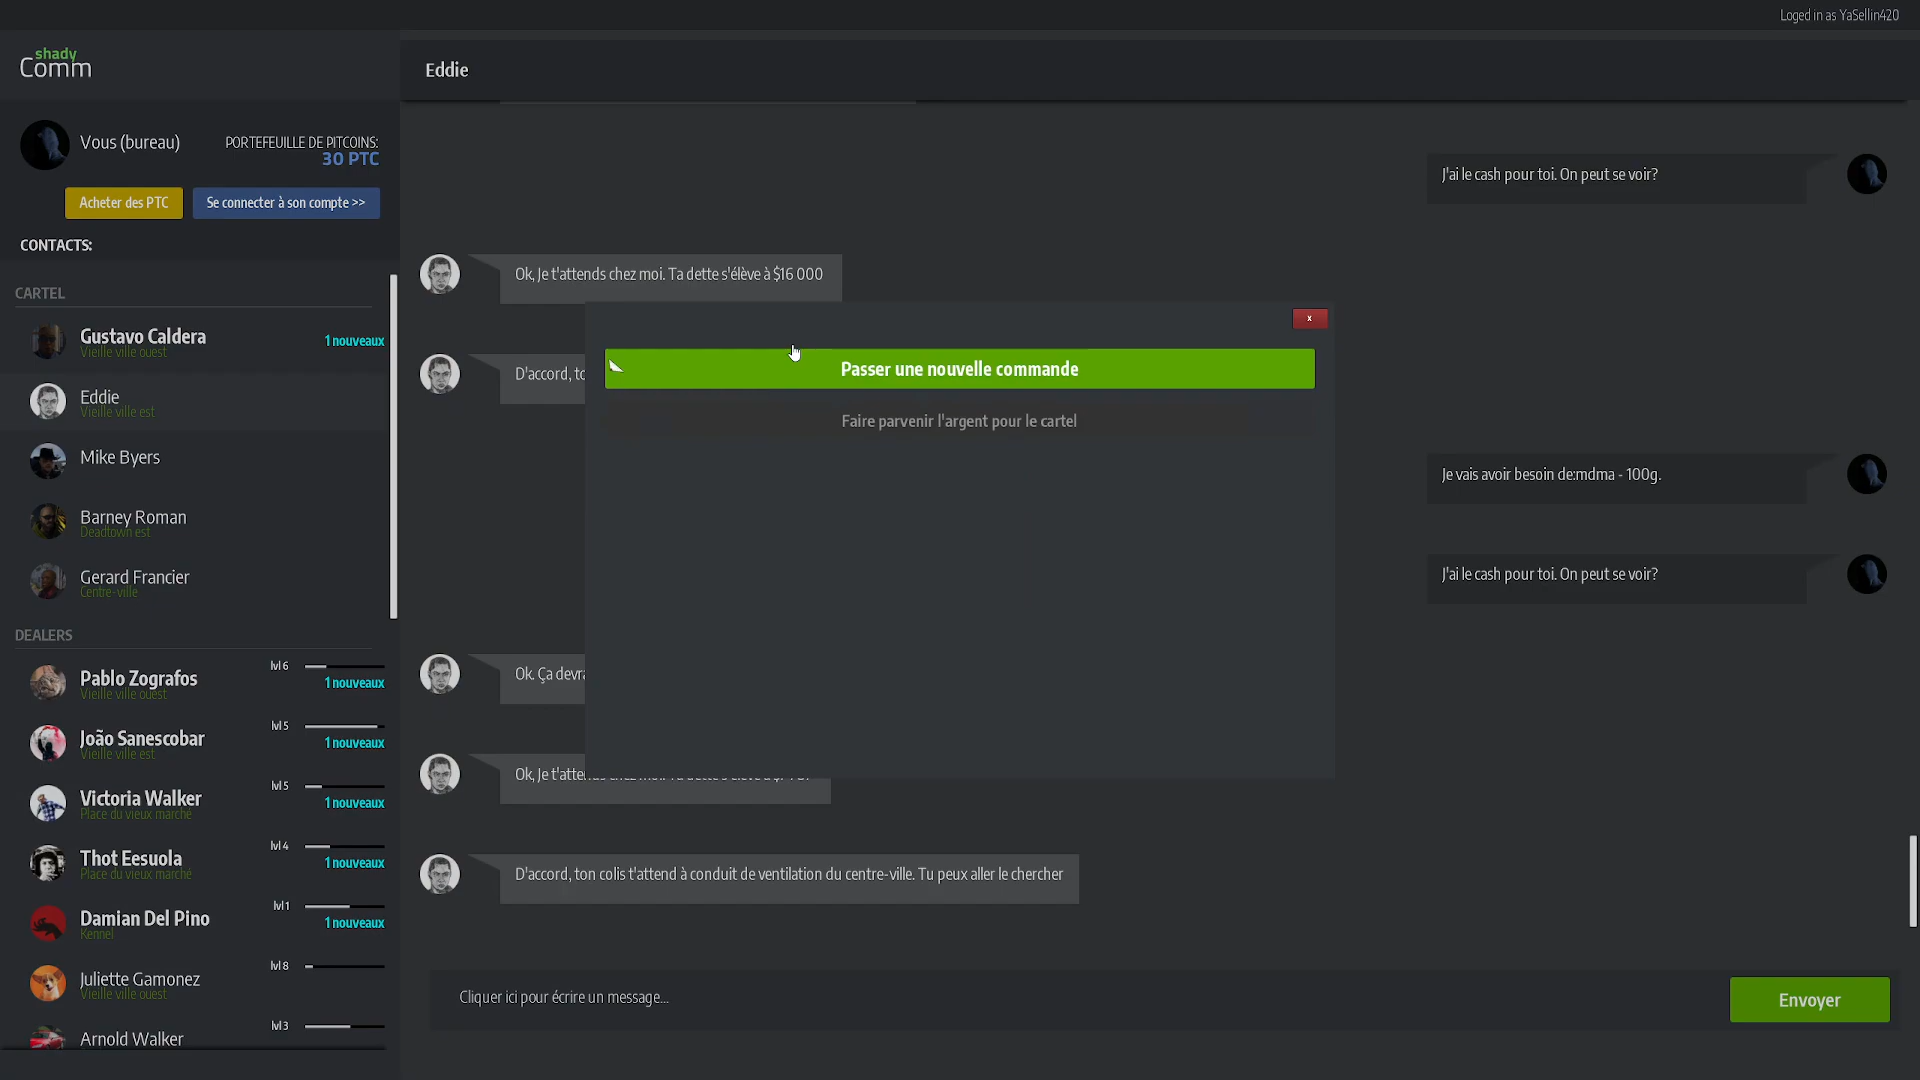 Loged in as YaSellin420
shady
Comm
Eddie
Vous (bureau)
PORTEFEUILLE DE PITCOINS:
30 PTC
Acheter des PTC
Se connecter à son compte >>
CONTACTS:
CARTEL
Gustavo Caldera
Vieille ville ouest
1 nouveaux
Eddie
Vieille ville est
Mike Byers
Barney Roman
Deadtown est
Gerard Francier
Centre-ville
DEALERS
Pablo Zografos
Vieille ville ouest
lvl 6
1 nouveaux
João Sanescobar
Vieille ville est
lvl 5
1 nouveaux
Victoria Walker
Place du vieux marché
lvl 5
1 nouveaux
Thot Eesuola
Place du vieux marché
lvl 4
1 nouveaux
Damian Del Pino
Kennel
lvl 1
1 nouveaux
Juliette Gamonez
Vieille ville ouest
lvl 8
Arnold Walker
lvl 3
J'ai le cash pour toi. On peut se voir?
Ok, Je t'attends chez moi. Ta dette s'élève à $16 000
D'accord, to
x
Passer une nouvelle commande
Faire parvenir l'argent pour le cartel
Je vais avoir besoin de:mdma - 100g.
J'ai le cash pour toi. On peut se voir?
Ok. Ça devra
Ok, Je t'attends chez moi. Ta dette s'élève à
D'accord, ton colis t'attend à conduit de ventilation du centre-ville. Tu peux aller le chercher
Cliquer ici pour écrire un message...
Envoyer